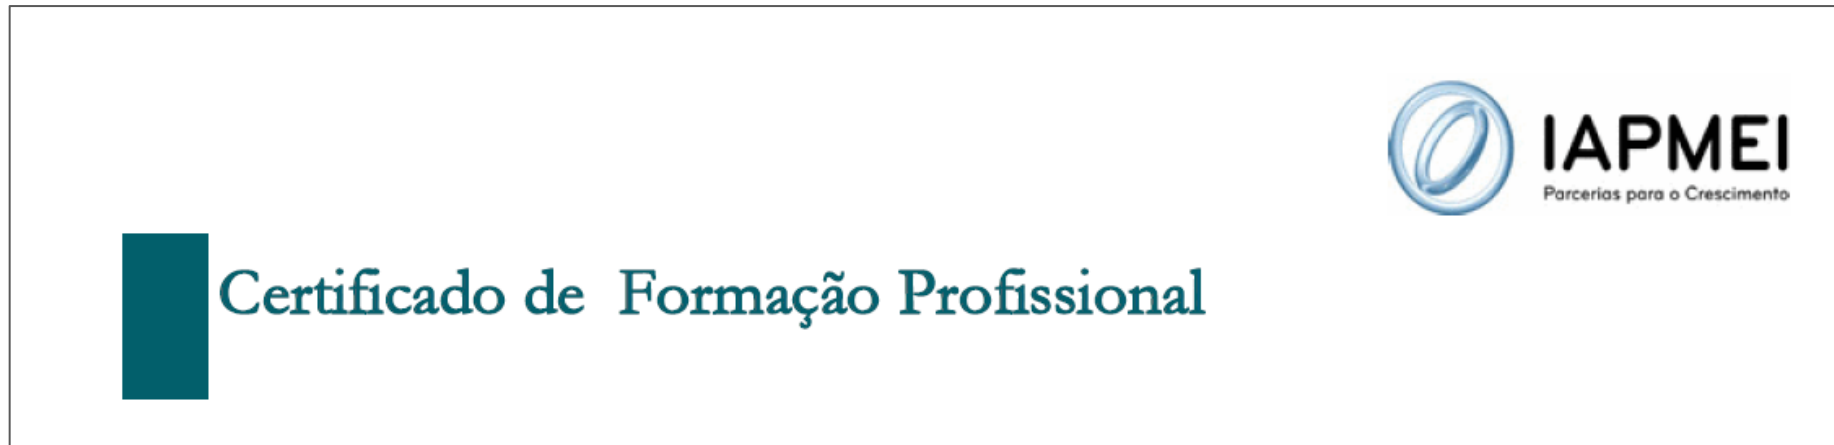 IAPMEI
Parcerias para o Crescimento
Certificado de Formação Profissional